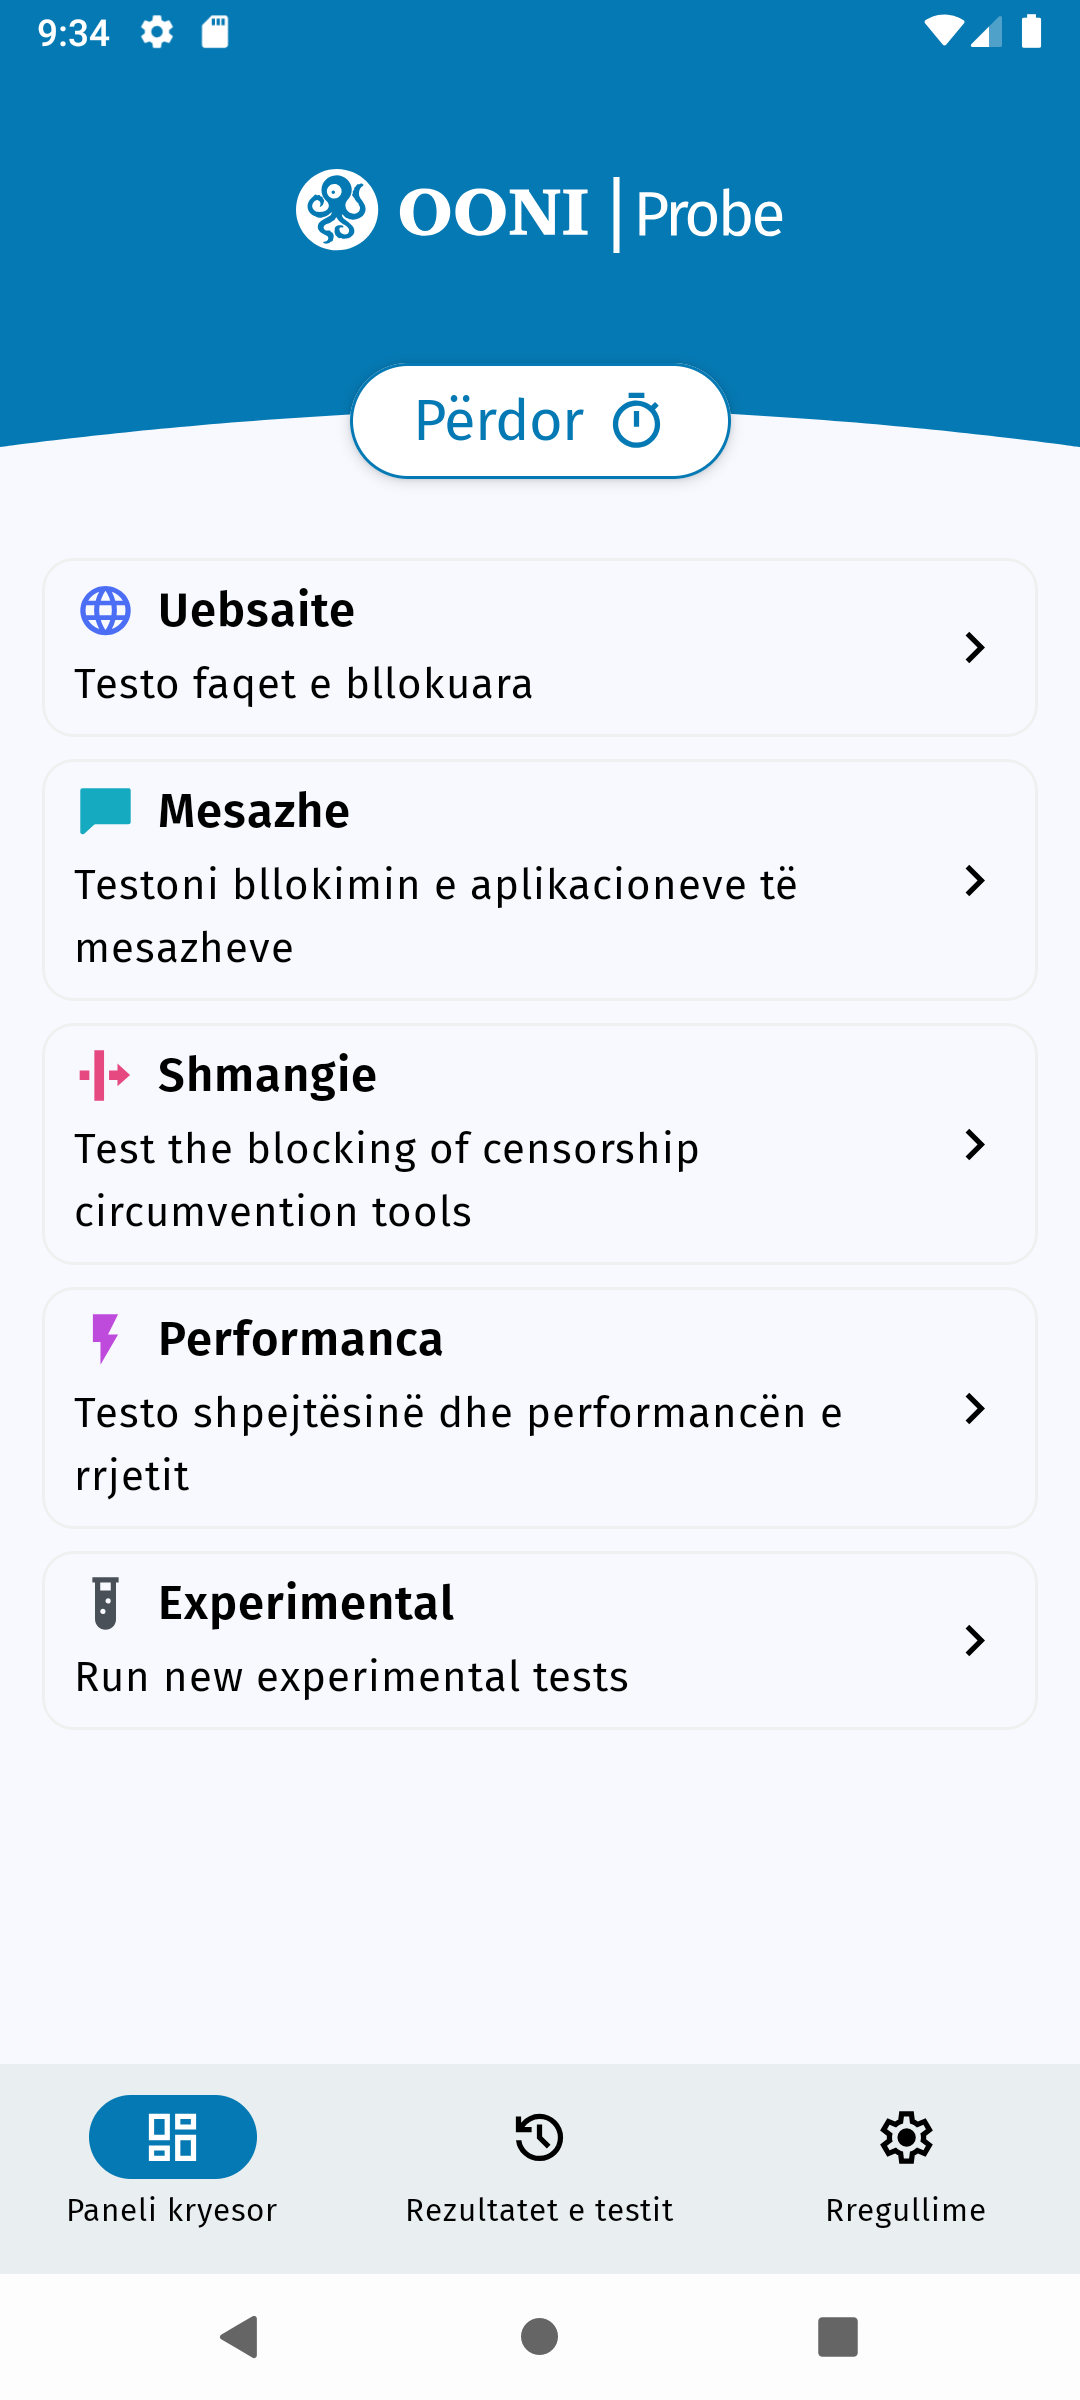 9:34
OONI | Probe
Përdor
Uebsaite
Testo faqet e bllokuara
Mesazhe
Testoni bllokimin e aplikacioneve të
mesazheve
Shmangie
Test the blocking of censorship
circumvention tools
Performanca
Testo shpejtësinë dhe performancën e
rrjetit
Experimental
Run new experimental tests
Paneli kryesor
Rezultatet e testit
Rregullime